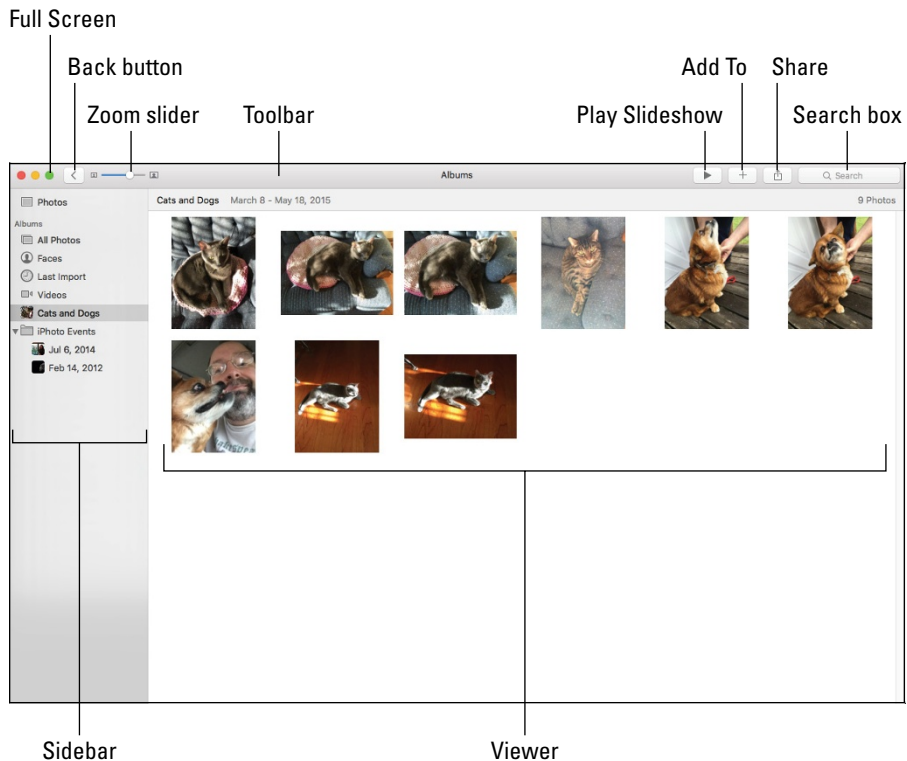 Full Screen
Back button
Add To
Share
Zoom slider
Toolbar
Play Slideshow
Search box
Albums
Search
Photos
Cats and Dogs
March 8 - May 18, 2015
9 Photos
Albums
All Photos
Faces
Last Import
Videos
Cats and Dogs
iPhoto Events
Jul 6, 2014
Feb 14, 2012
Sidebar
Viewer